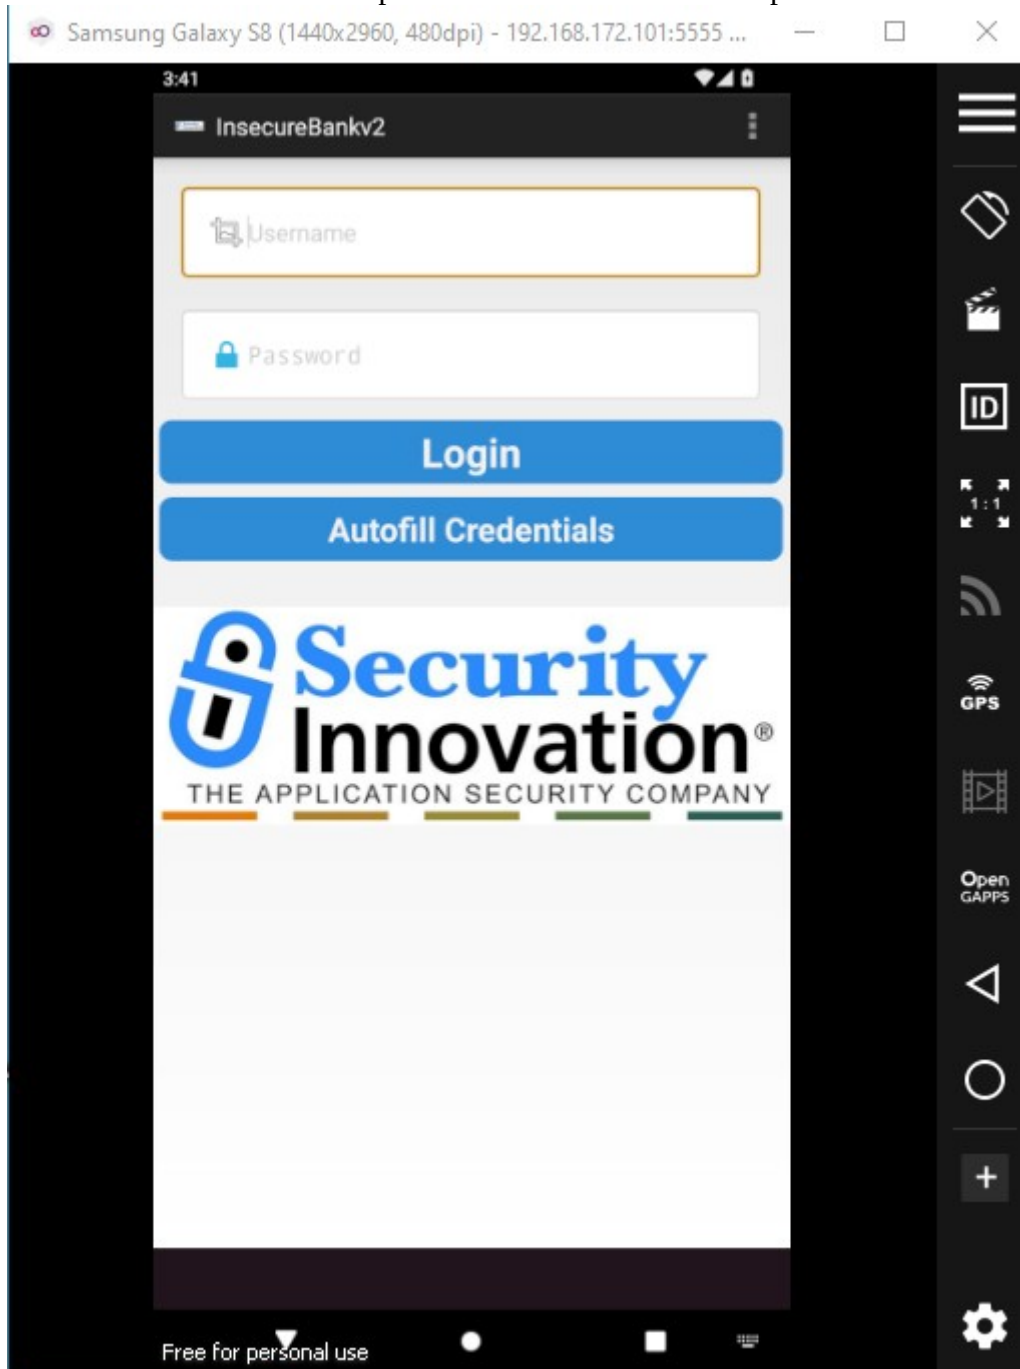 Samsung Galaxy S8 (1440x2960, 480dpi) - 192.168.172.101:5555 ...
3:41
InsecureBankv2
Username
Password
Login
Autofill Credentials
Security
Innovation®
THE APPLICATION SECURITY COMPANY
Free for personal use
ID
1:1
GPS
Open
GAPPS